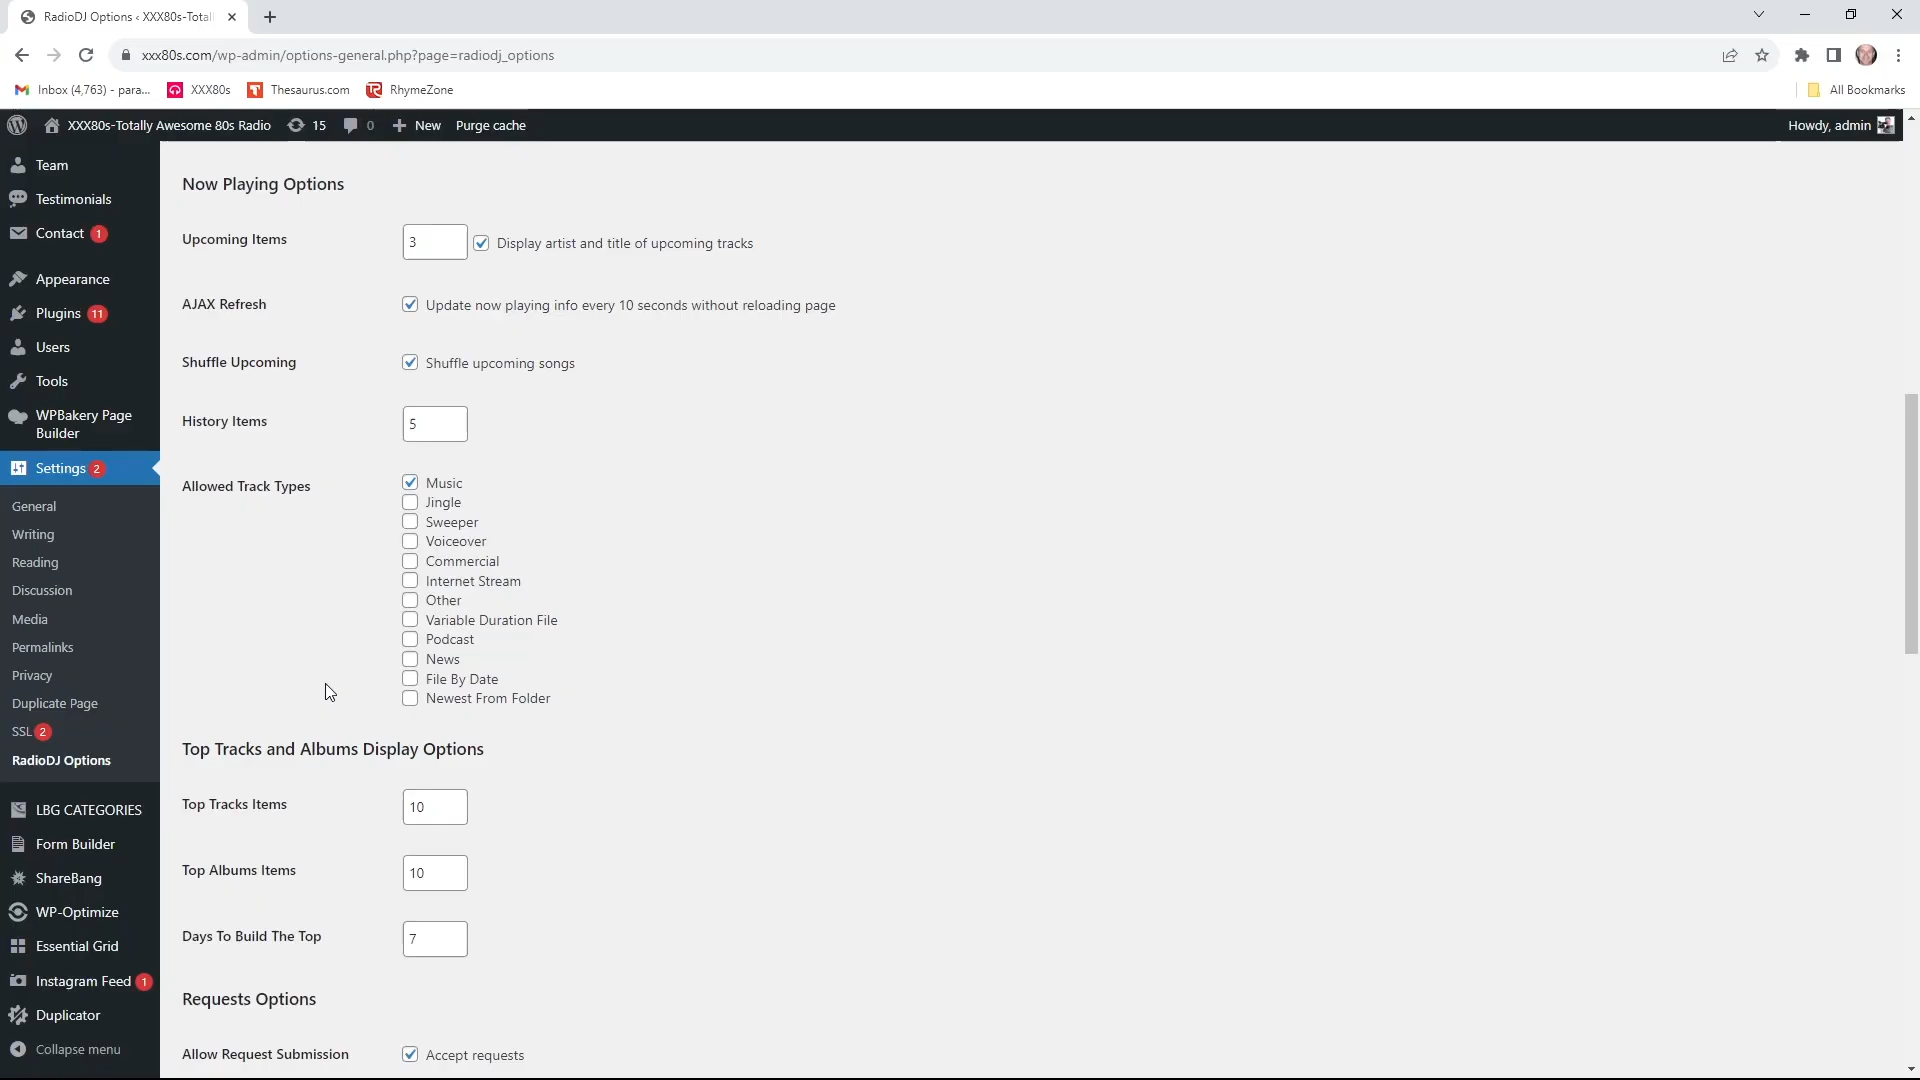 RadioDJ Options ‹ XXX80s-Total
xxx80s.com/wp-admin/options-general.php?page=radiodj_options
Inbox (4,763) - para...
XXX80s
Thesaurus.com
RhymeZone
All Bookmarks
XXX80s-Totally Awesome 80s Radio
15
0
New
Purge cache
Howdy, admin
Team
Testimonials
Contact 1
Appearance
Plugins 11
Users
Tools
WPBakery Page
Builder
Settings 2
General
Writing
Reading
Discussion
Media
Permalinks
Privacy
Duplicate Page
SSL 2
RadioDJ Options
LBG CATEGORIES
Form Builder
ShareBang
WP-Optimize
Essential Grid
Instagram Feed 1
Duplicator
Collapse menu
Now Playing Options
Upcoming Items
3
Display artist and title of upcoming tracks
AJAX Refresh
Update now playing info every 10 seconds without reloading page
Shuffle Upcoming
Shuffle upcoming songs
History Items
5
Allowed Track Types
Music
Jingle
Sweeper
Voiceover
Commercial
Internet Stream
Other
Variable Duration File
Podcast
News
File By Date
Newest From Folder
Top Tracks and Albums Display Options
Top Tracks Items
10
Top Albums Items
10
Days To Build The Top
7
Requests Options
Allow Request Submission
Accept requests